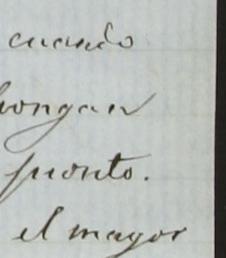 cuando
pongan
pronto.
el mayor